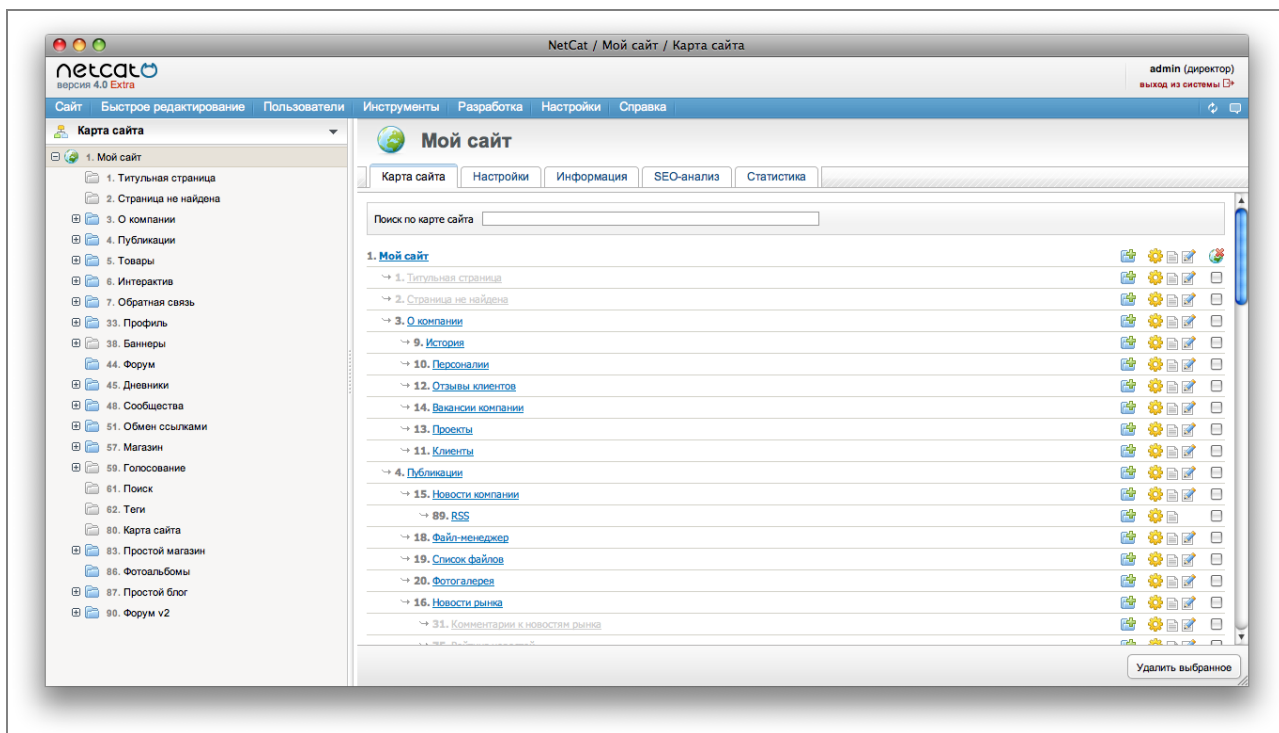 NetCat / Мой сайт / Карта сайта
netcat
версия 4.0 Extra
admin (директор)
выход из системы
Сайт Быстрое редактирование Пользователи Инструменты Разработка Настройки Справка
Карта сайта
1. Мой сайт
1. Титульная страница
2. Страница не найдена
3. О компании
4. Публикации
5. Товары
6. Интерактив
7. Обратная связь
33. Профиль
38. Баннеры
44. Форум
45. Дневники
48. Сообщества
51. Обмен ссылками
57. Магазин
59. Голосование
61. Поиск
62. Теги
80. Карта сайта
83. Простой магазин
86. Фотоальбомы
87. Простой блог
90. Форум v2
Мой сайт
Карта сайта Настройки Информация SEO-анализ Статистика
Поиск по карте сайта
1. Мой сайт
1. Титульная страница
2. Страница не найдена
3. О компании
9. История
10. Персоналии
12. Отзывы клиентов
14. Вакансии компании
13. Проекты
11. Клиенты
4. Публикации
15. Новости компании
89. RSS
18. Файл-менеджер
19. Список файлов
20. Фотогалерея
16. Новости рынка
31. Комментарии к новостям рынка
Удалить выбранное